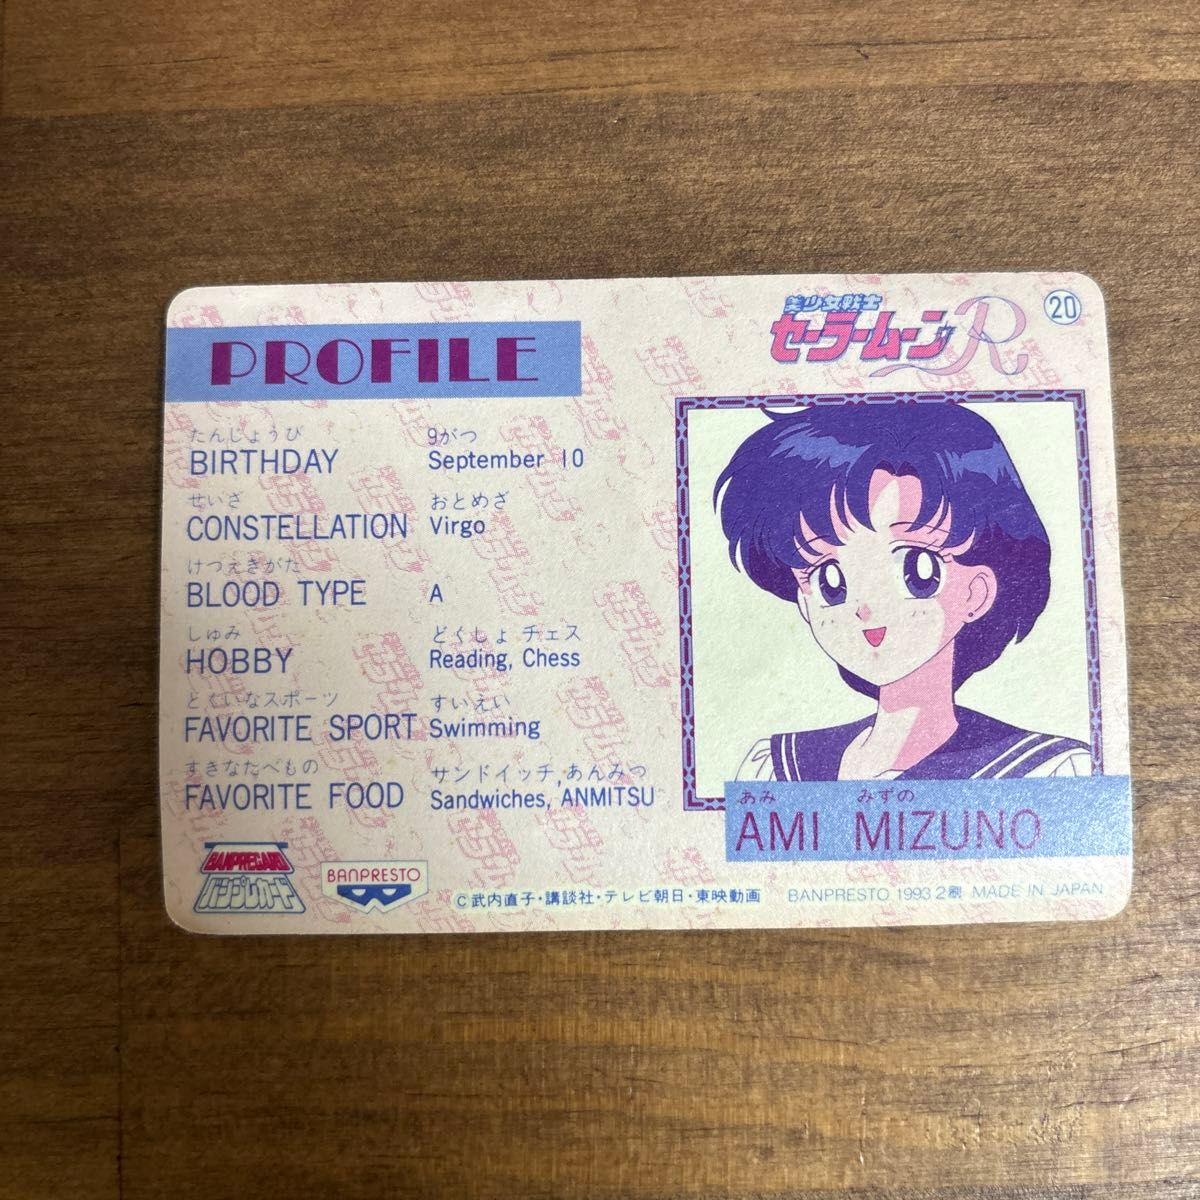 PROFILE
美少女戦士
セーラームーンR
20
たんじょうび 9がつ
BIRTHDAY September 10
せいざ おとめざ
CONSTELLATION Virgo
けつえきがた
BLOOD TYPE A
しゅみ どくしょ チェス
HOBBY Reading, Chess
とくいなスポーツ すいえい
FAVORITE SPORT Swimming
すきなたべもの サンドイッチ,あんみつ
FAVORITE FOOD Sandwiches, ANMITSU
あみ みずの
AMI MIZUNO
BANPRECARD
バンプレカード
BANPRESTO
C武内直子・講談社・テレビ朝日・東映動画 BANPRESTO 1993 2刷 MADE IN JAPAN